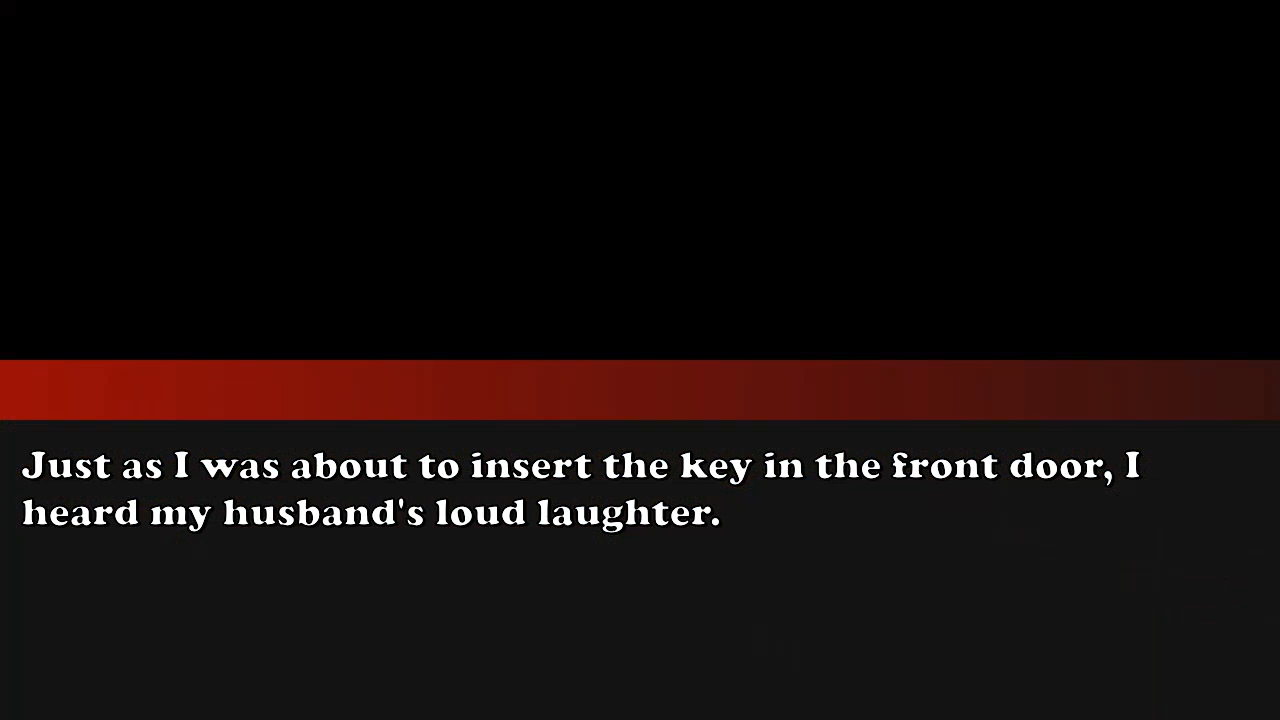 Just as I was about to insert the key in the front door, I
heard my husband's loud laughter.